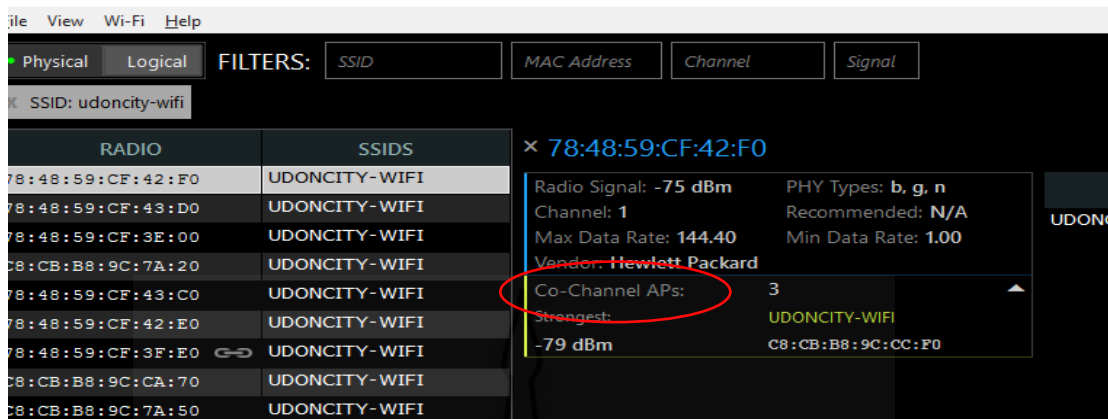 ile View Wi-Fi Help
Physical Logical FILTERS: SSID MAC Address Channel Signal
x SSID: udoncity-wifi
RADIO SSIDS
78:48:59:CF:42:F0 UDONCITY-WIFI
78:48:59:CF:43:D0 UDONCITY-WIFI
78:48:59:CF:3E:00 UDONCITY-WIFI
C8:CB:B8:9C:7A:20 UDONCITY-WIFI
78:48:59:CF:43:C0 UDONCITY-WIFI
78:48:59:CF:42:E0 UDONCITY-WIFI
78:48:59:CF:3F:E0 UDONCITY-WIFI
C8:CB:B8:9C:CA:70 UDONCITY-WIFI
C8:CB:B8:9C:7A:50 UDONCITY-WIFI
× 78:48:59:CF:42:F0
Radio Signal: -75 dBm PHY Types: b, g, n
Channel: 1 Recommended: N/A
Max Data Rate: 144.40 Min Data Rate: 1.00
Vendor: Hewlett Packard
Co-Channel APs: 3
Strongest: UDONCITY-WIFI
-79 dBm C8:CB:B8:9C:CC:F0
UDON